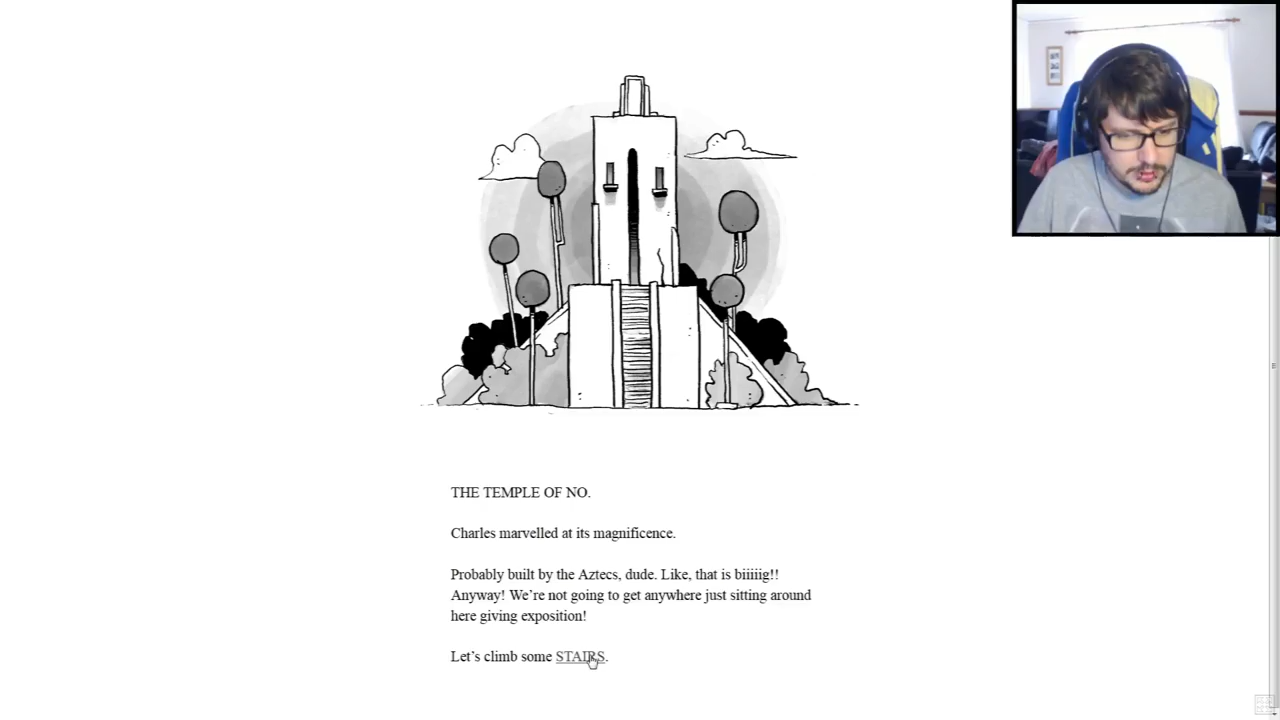 THE TEMPLE OF NO.
Charles marvelled at its magnificence.
Probably built by the Aztecs, dude. Like, that is biiiiig!!
Anyway! We’re not going to get anywhere just sitting around
here giving exposition!
Let’s climb some STAIRS.